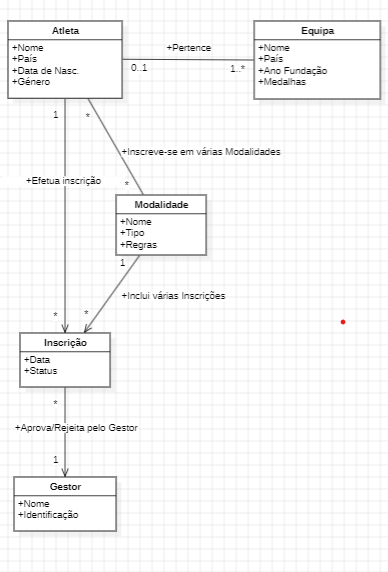 Atleta
+Nome
+País
+Data de Nasc.
+Género
+Pertence
0..1
1..*
Equipa
+Nome
+País
+Ano Fundação
+Medalhas
1
*
+Inscreve-se em várias Modalidades
+Efetua inscrição
*
Modalidade
+Nome
+Tipo
+Regras
1
+Inclui várias Inscrições
*
*
Inscrição
+Data
+Status
*
+Aprova/Rejeita pelo Gestor
1
Gestor
+Nome
+Identificação